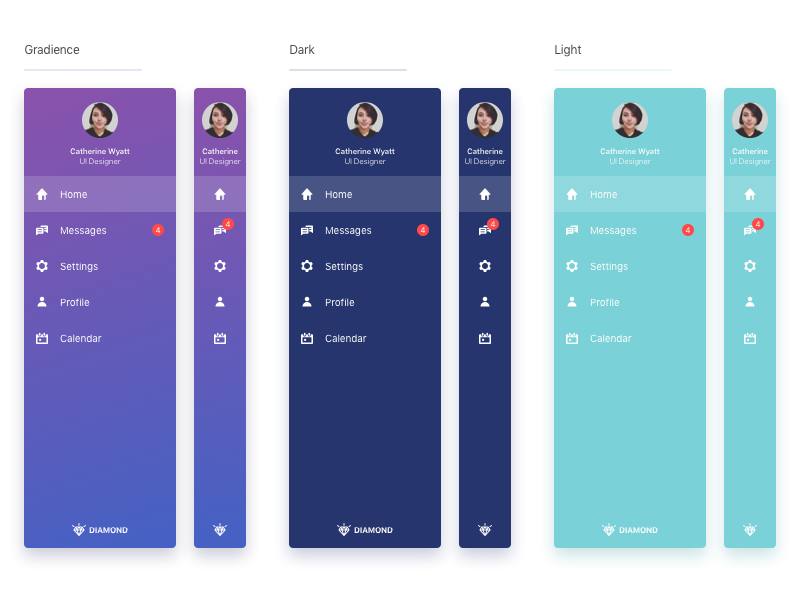 Gradience
Dark
Light
Catherine Wyatt
UI Designer
Home
Messages
4
Settings
Profile
Calendar
DIAMOND
Catherine
UI Designer
4
Catherine Wyatt
UI Designer
Home
Messages
4
Settings
Profile
Calendar
DIAMOND
Catherine
UI Designer
4
Catherine Wyatt
UI Designer
Home
Messages
4
Settings
Profile
Calendar
DIAMOND
Catherine
UI Designer
4